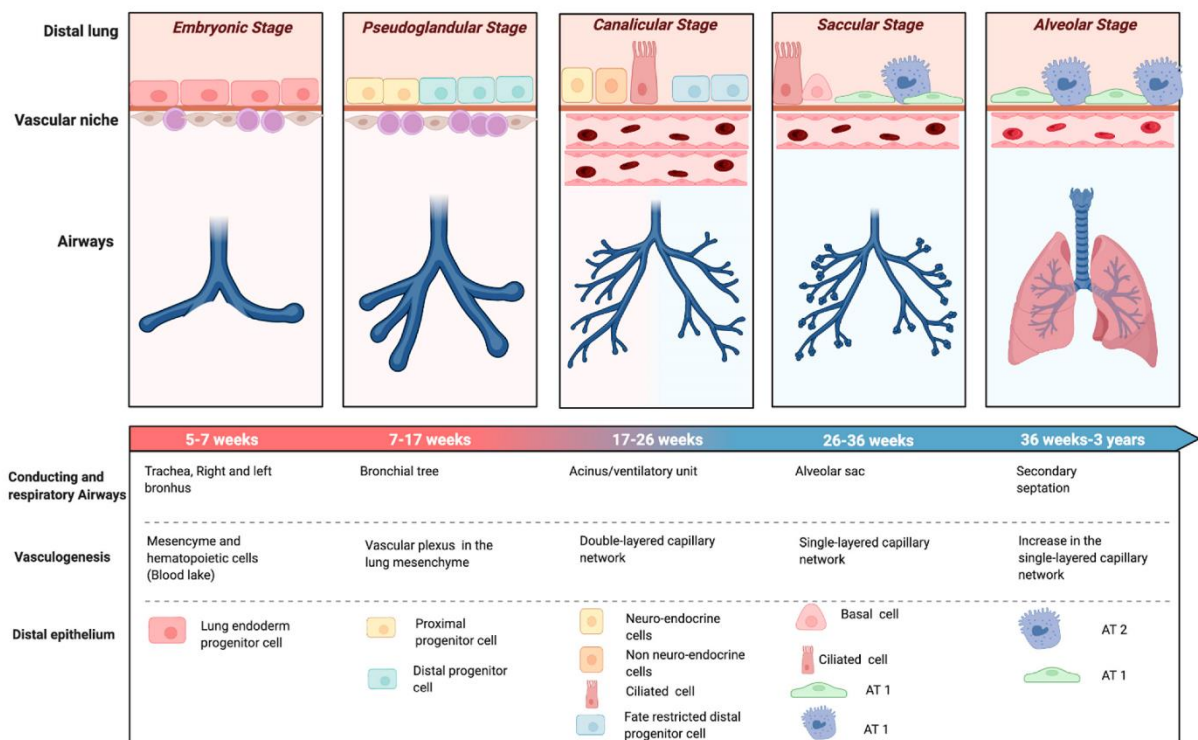 Distal lung
Embryonic Stage
Pseudoglandular Stage
Canalicular Stage
Saccular Stage
Alveolar Stage
Vascular niche
Airways
5-7 weeks
7-17 weeks
17-26 weeks
26-36 weeks
36 weeks-3 years
Conducting and
respiratory Airways
Trachea, Right and left
bronhus
Bronchial tree
Acinus/ventilatory unit
Alveolar sac
Secondary
septation
Vasculogenesis
Mesencyme and
hematopoietic cells
(Blood lake)
Vascular plexus in the
lung mesenchyme
Double-layered capillary
network
Single-layered capillary
network
Increase in the
single-layered capillary
network
Distal epithelium
Lung endoderm
progenitor cell
Proximal
progenitor cell
Distal progenitor
cell
Neuro-endocrine
cells
Non neuro-endocrine
cells
Ciliated cell
Fate restricted distal
progenitor cell
Basal cell
Ciliated cell
AT 1
AT 1
AT 2
AT 1